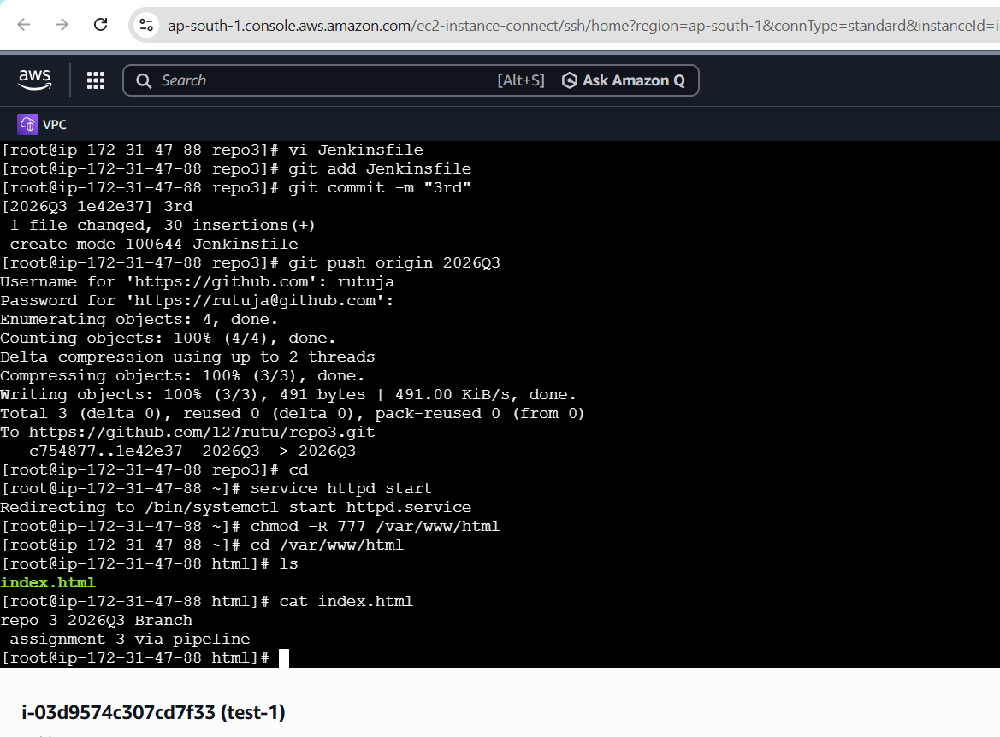 ap-south-1.console.aws.amazon.com/ec2-instance-connect/ssh/home?region=ap-south-1&connType=standard&instanceId=i
aws
Search [Alt+S] Ask Amazon Q
VPC
[root@ip-172-31-47-88 repo3]# vi Jenkinsfile
[root@ip-172-31-47-88 repo3]# git add Jenkinsfile
[root@ip-172-31-47-88 repo3]# git commit -m "3rd"
[2026Q3 1e42e37] 3rd
 1 file changed, 30 insertions(+)
 create mode 100644 Jenkinsfile
[root@ip-172-31-47-88 repo3]# git push origin 2026Q3
Username for 'https://github.com': rutuja
Password for 'https://rutuja@github.com':
Enumerating objects: 4, done.
Counting objects: 100% (4/4), done.
Delta compression using up to 2 threads
Compressing objects: 100% (3/3), done.
Writing objects: 100% (3/3), 491 bytes | 491.00 KiB/s, done.
Total 3 (delta 0), reused 0 (delta 0), pack-reused 0 (from 0)
To https://github.com/127rutu/repo3.git
   c754877..1e42e37  2026Q3 -> 2026Q3
[root@ip-172-31-47-88 repo3]# cd
[root@ip-172-31-47-88 ~]# service httpd start
Redirecting to /bin/systemctl start httpd.service
[root@ip-172-31-47-88 ~]# chmod -R 777 /var/www/html
[root@ip-172-31-47-88 ~]# cd /var/www/html
[root@ip-172-31-47-88 html]# ls
index.html
[root@ip-172-31-47-88 html]# cat index.html
repo 3 2026Q3 Branch
 assignment 3 via pipeline
[root@ip-172-31-47-88 html]#
i-03d9574c307cd7f33 (test-1)